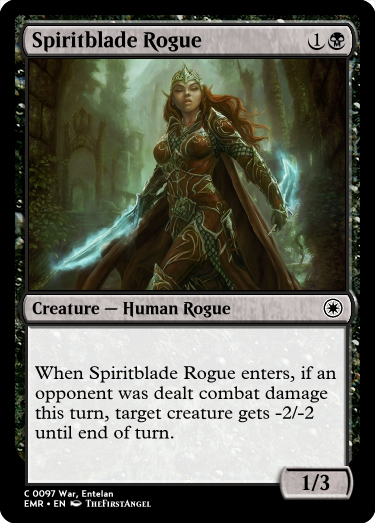 Spiritblade Rogue 1
Creature — Human Rogue
When Spiritblade Rogue enters, if an
opponent was dealt combat damage
this turn, target creature gets -2/-2
until end of turn.
1/3
C 0097 War, Entelan
EMR • EN TheFirstAngel